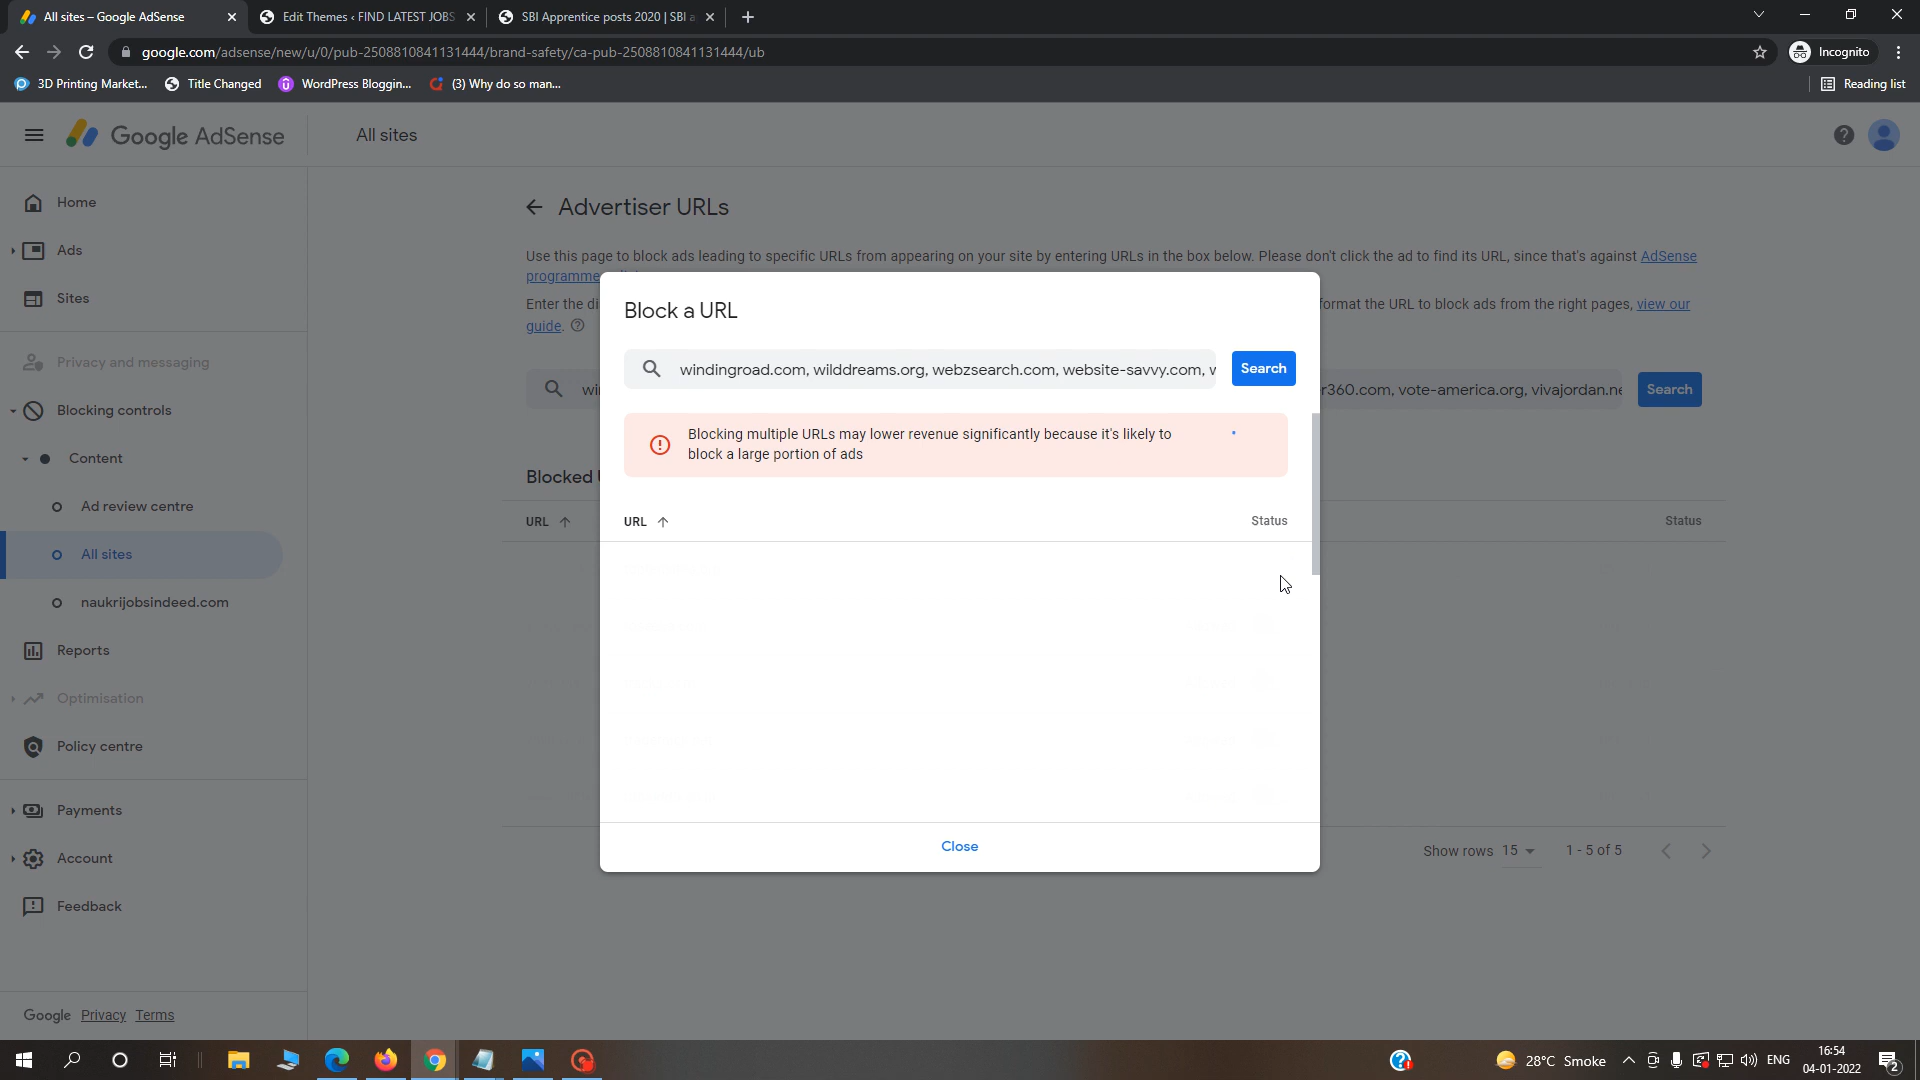 All sites – Google AdSense
Edit Themes ‹ FIND LATEST JOBS
SBI Apprentice posts 2020 | SBI a
google.com/adsense/new/u/0/pub-2508810841131444/brand-safety/ca-pub-2508810841131444/ub
Incognito
3D Printing Market...
Title Changed
WordPress Bloggin...
(3) Why do so man...
Reading list
Google AdSense
All sites
Home
Ads
Sites
Privacy and messaging
Blocking controls
Content
Ad review centre
All sites
naukrijobsindeed.com
Reports
Optimisation
Policy centre
Payments
Account
Feedback
Google Privacy Terms
Advertiser URLs
Use this page to block ads leading to specific URLs from appearing on your site by entering URLs in the box below. Please don't click the ad to find its URL, since that's against AdSense
programme
Enter the
format the URL to block ads from the right pages, view our
guide.
r360.com, vote-america.org, vivajordan.ne
Search
Blocked
URL
Status
Block a URL
windingroad.com, wilddreams.org, webzsearch.com, website-savvy.com,
Search
Blocking multiple URLs may lower revenue significantly because it's likely to
block a large portion of ads
URL
Status
Close
Show rows 15
1 - 5 of 5
28°C Smoke
ENG
16:54
04-01-2022
2